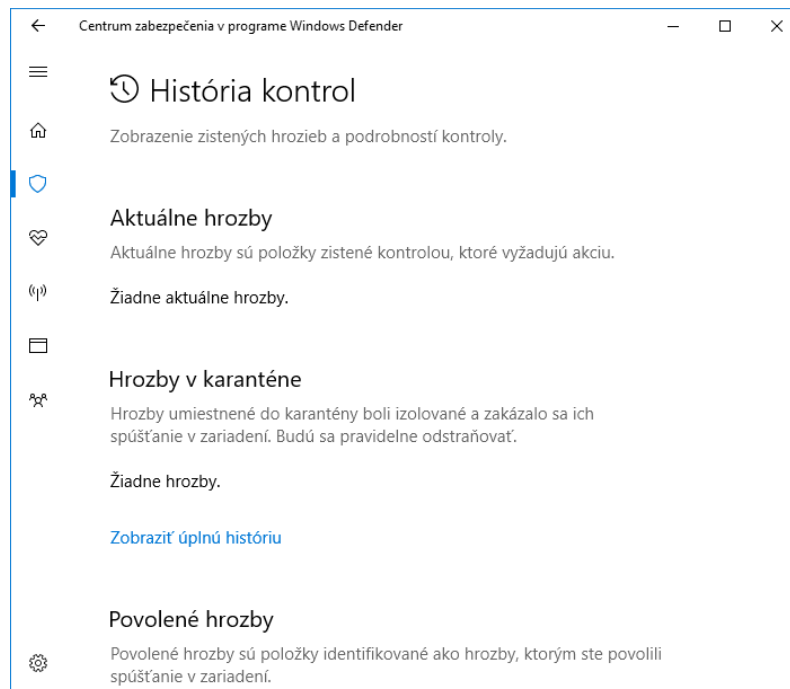 Centrum zabezpečenia v programe Windows Defender
História kontrol
Zobrazenie zistených hrozieb a podrobností kontroly.
Aktuálne hrozby
Aktuálne hrozby sú položky zistené kontrolou, ktoré vyžadujú akciu.
Žiadne aktuálne hrozby.
Hrozby v karanténe
Hrozby umiestnené do karantény boli izolované a zakázalo sa ich
spúšťanie v zariadení. Budú sa pravidelne odstraňovať.
Žiadne hrozby.
Zobraziť úplnú históriu
Povolené hrozby
Povolené hrozby sú položky identifikované ako hrozby, ktorým ste povolili
spúšťanie v zariadení.